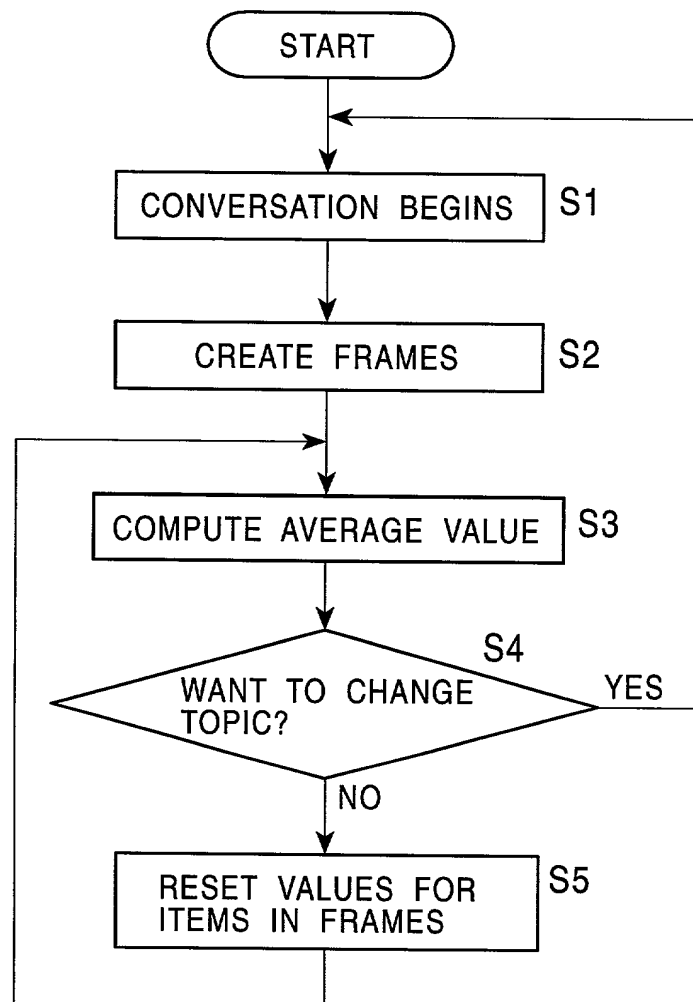 START
CONVERSATION BEGINS S1
CREATE FRAMES S2
COMPUTE AVERAGE VALUE S3
S4
WANT TO CHANGE
TOPIC?
YES
NO
RESET VALUES FOR S5
ITEMS IN FRAMES